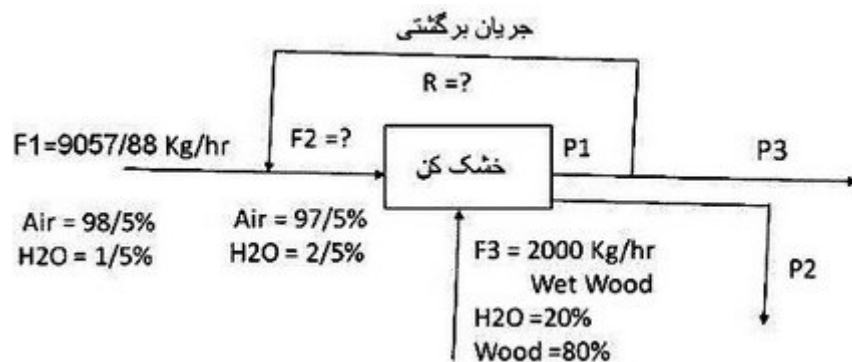 جریان برگشتی
R =?
F1=9057/88 Kg/hr
F2 =?
خشک کن
P1
P3
Air = 98/5%
H2O = 1/5%
Air = 97/5%
H2O = 2/5%
F3 = 2000 Kg/hr
Wet Wood
H2O =20%
Wood =80%
P2